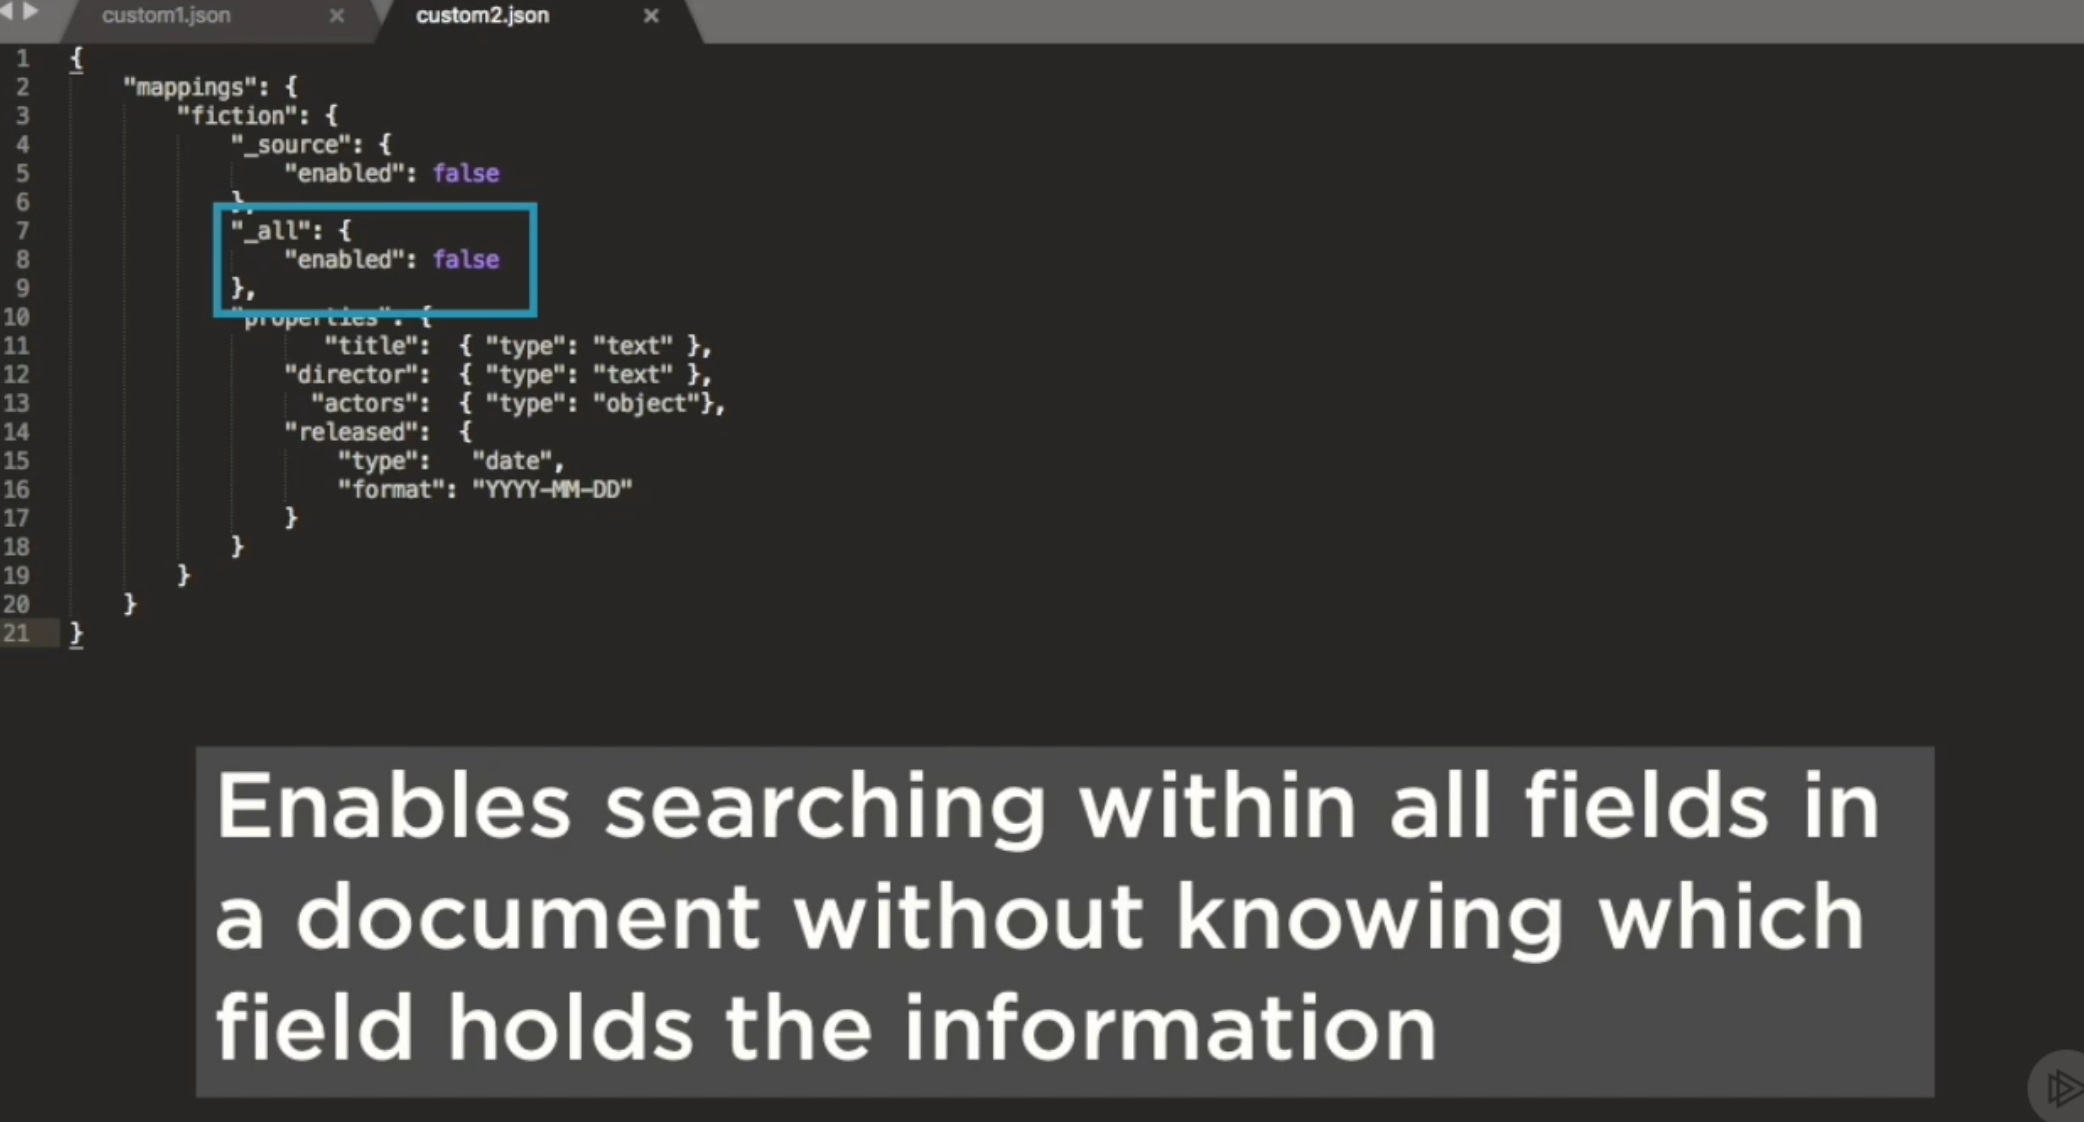 custom1.json × custom2.json ×
1 {
2 "mappings": {
3 "fiction": {
4 "_source": {
5 "enabled": false
6 },
7 "_all": {
8 "enabled": false
9 },
10 "properties": {
11 "title": { "type": "text" },
12 "director": { "type": "text" },
13 "actors": { "type": "object"},
14 "released": {
15 "type": "date",
16 "format": "YYYY-MM-DD"
17 }
18 }
19 }
20 }
21 }
Enables searching within all fields in
a document without knowing which
field holds the information